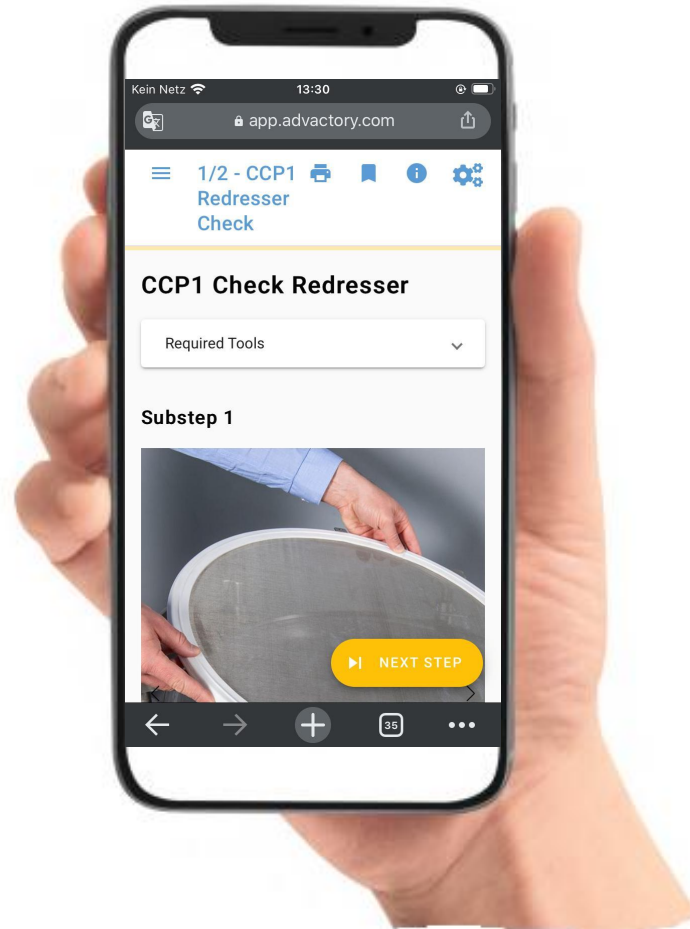 Kein Netz 13:30
app.advactory.com
1/2 - CCP1
Redresser
Check
CCP1 Check Redresser
Required Tools
Substep 1
NEXT STEP
35